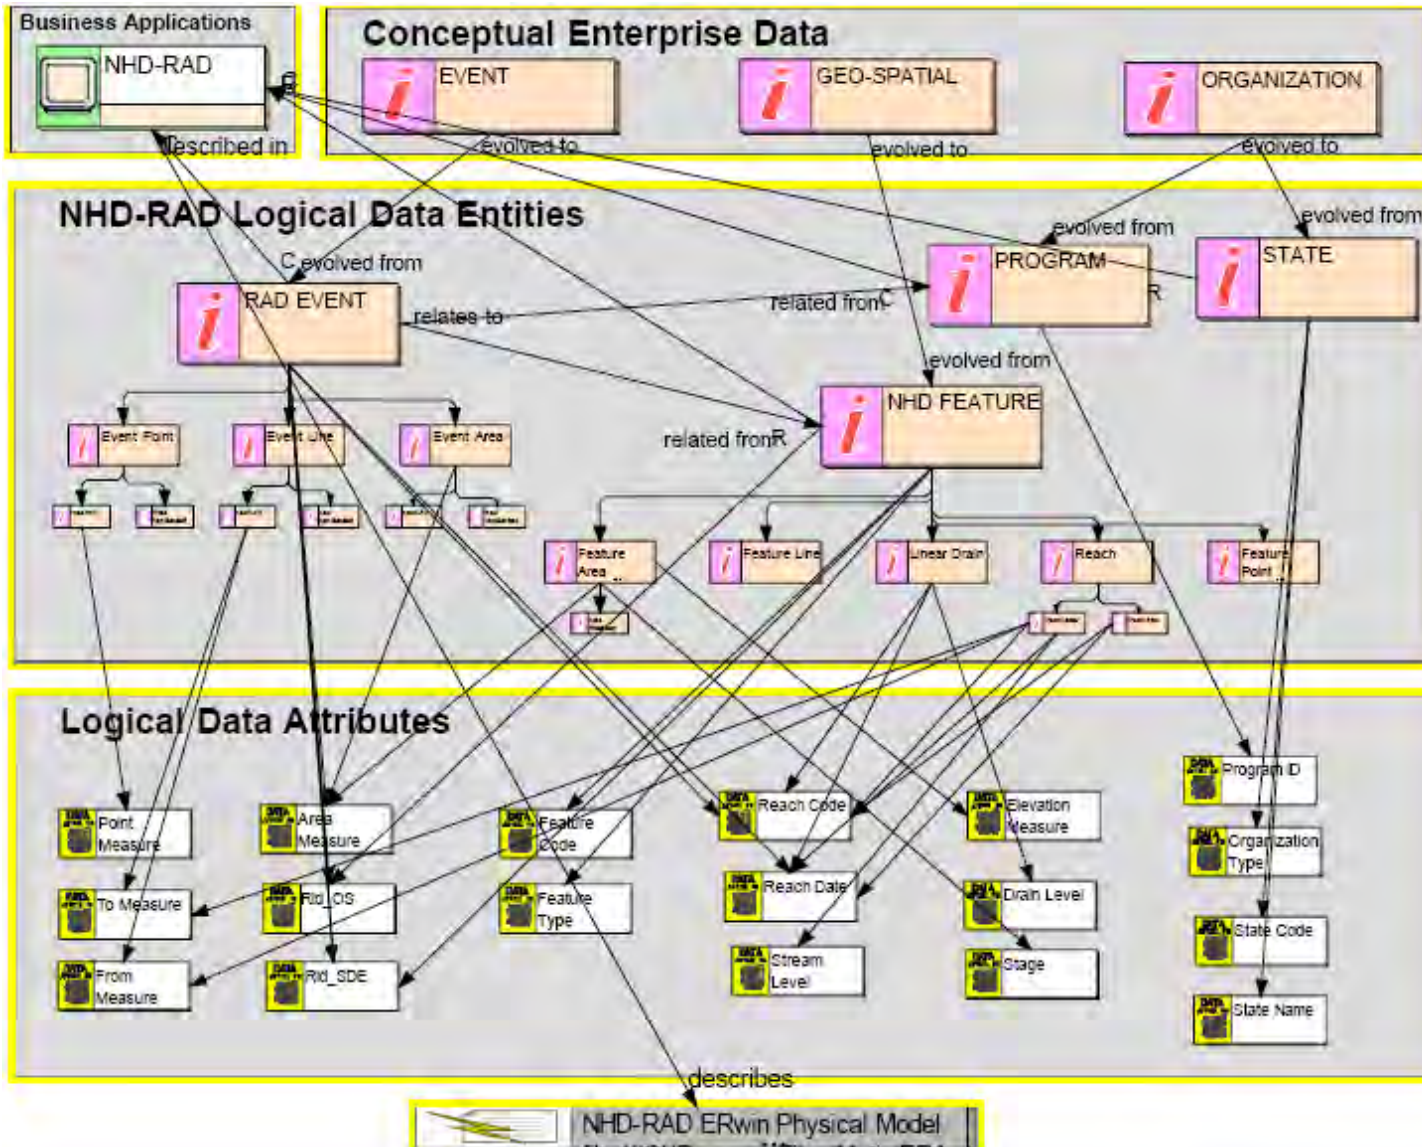 Business Applications
NHD-RAD
Conceptual Enterprise Data
EVENT
GEO-SPATIAL
ORGANIZATION
described in
evolved to
evolved to
evolved to
NHD-RAD Logical Data Entities
evolved from
evolved from
C evolved from
PROGRAM
STATE
R
RAD EVENT
relates to
related from C
evolved from
NHD FEATURE
related from R
Event Point
Event Line
Event Area
Feature
Area
Feature Line
Linear Drain
Reach
Feature
Point
Logical Data Attributes
Program ID
Point
Measure
Area
Measure
Feature
Code
Reach Code
Elevation
Measure
Organization
Type
To Measure
Rid_OS
Feature
Type
Reach Date
Drain Level
State Code
From
Measure
Rid_SDE
Stream
Level
Stage
State Name
describes
NHD-RAD ERwin Physical Model